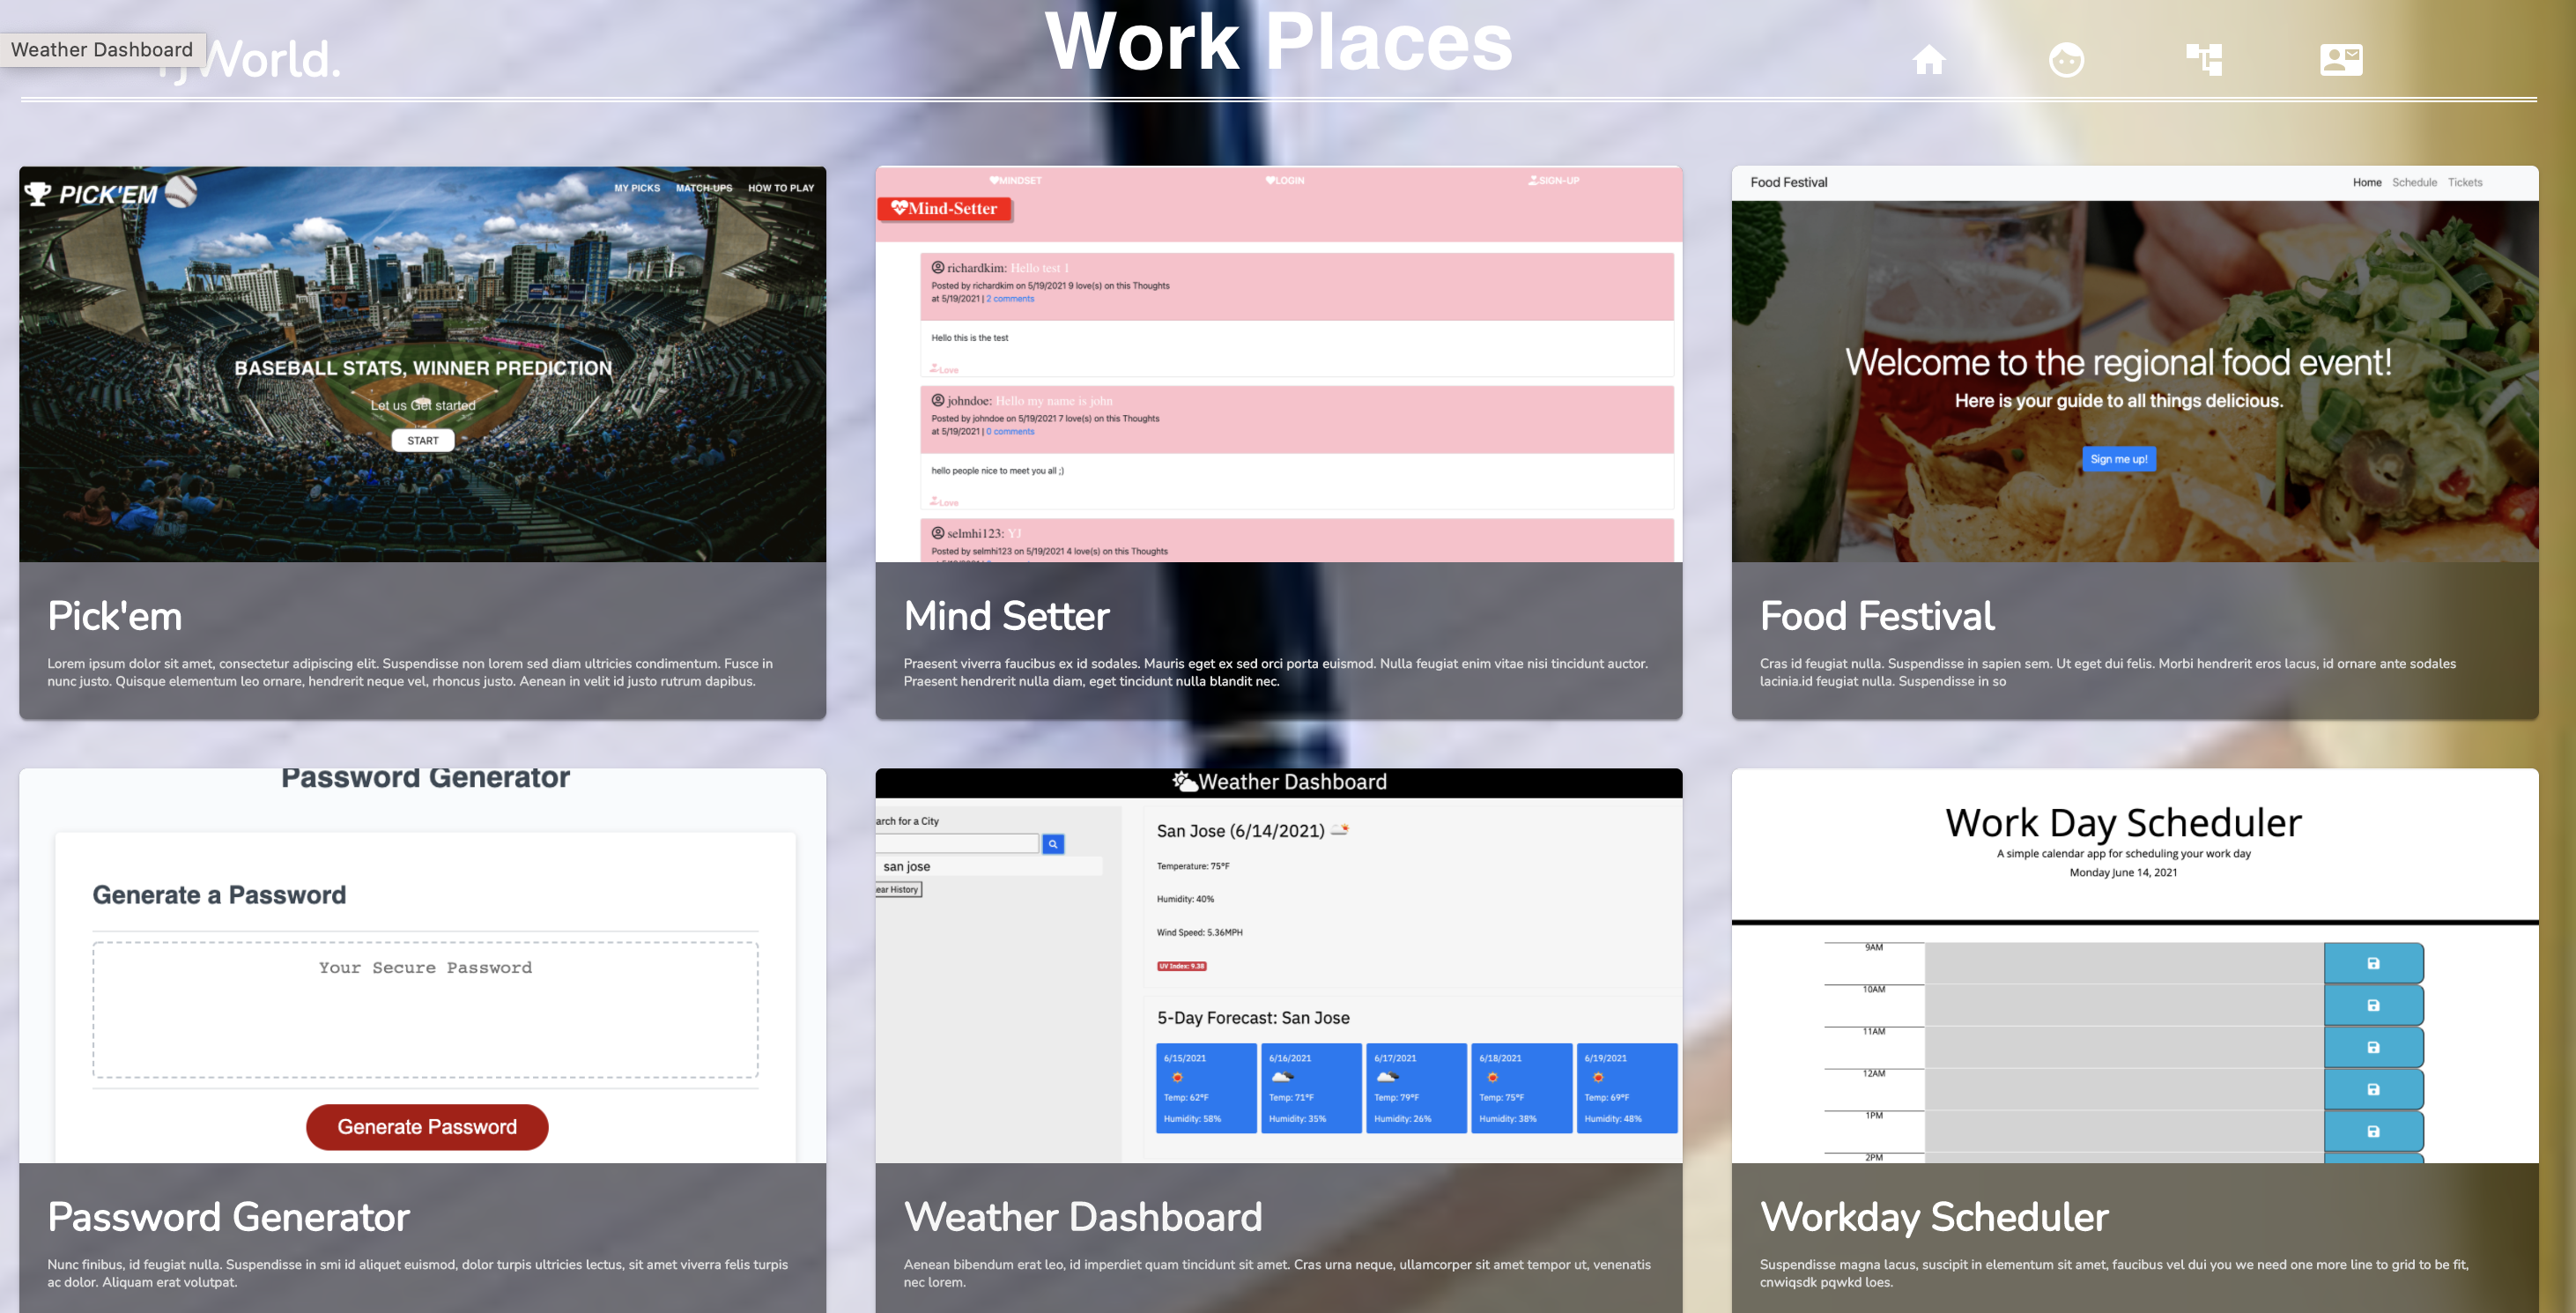 Weather Dashboard
World.
Work Places
PICK'EM
MY PICKS MATCH-UPS HOW TO PLAY
BASEBALL STATS, WINNER PREDICTION
Let us Get started
START
Pick'em
Lorem ipsum dolor sit amet, consectetur adipiscing elit. Suspendisse non lorem sed diam ultricies condimentum. Fusce in
nunc justo. Quisque elementum leo ornare, hendrerit neque vel, rhoncus justo. Aenean in velit id justo rutrum dapibus.
MINDSET LOGIN SIGN-UP
Mind-Setter
richardkim: Hello test 1
Posted by richardkim on 5/19/2021 9 love(s) on this Thoughts
at 5/19/2021 | 2 comments
Hello this is the test
Love
johndoe: Hello my name is john
Posted by johndoe on 5/19/2021 7 love(s) on this Thoughts
at 5/19/2021 | 0 comments
hello people nice to meet you all ;)
Love
selmhi123: YJ
Posted by selmhi123 on 5/19/2021 4 love(s) on this Thoughts
Mind Setter
Praesent viverra faucibus ex id sodales. Mauris eget ex sed orci porta euismod. Nulla feugiat enim vitae nisi tincidunt auctor.
Praesent hendrerit nulla diam, eget tincidunt nulla blandit nec.
Food Festival
Home Schedule Tickets
Welcome to the regional food event!
Here is your guide to all things delicious.
Sign me up!
Food Festival
Cras id feugiat nulla. Suspendisse in sapien sem. Ut eget dui felis. Morbi hendrerit eros lacus, id ornare ante sodales
lacinia.id feugiat nulla. Suspendisse in so
Password Generator
Generate a Password
Your Secure Password
Generate Password
Password Generator
Nunc finibus, id feugiat nulla. Suspendisse in smi id aliquet euismod, dolor turpis ultricies lectus, sit amet viverra felis turpis
ac dolor. Aliquam erat volutpat.
Weather Dashboard
arch for a City
san jose
ear History
San Jose (6/14/2021)
Temperature: 75°F
Humidity: 40%
Wind Speed: 5.36MPH
UV Index: 9.38
5-Day Forecast: San Jose
6/15/2021 6/16/2021 6/17/2021 6/18/2021 6/19/2021
Temp: 62°F Temp: 71°F Temp: 79°F Temp: 75°F Temp: 69°F
Humidity: 58% Humidity: 35% Humidity: 26% Humidity: 38% Humidity: 48%
Weather Dashboard
Aenean bibendum erat leo, id imperdiet quam tincidunt sit amet. Cras urna neque, ullamcorper sit amet tempor ut, venenatis
nec lorem.
Work Day Scheduler
A simple calendar app for scheduling your work day
Monday June 14, 2021
9AM
10AM
11AM
12AM
1PM
2PM
Workday Scheduler
Suspendisse magna lacus, suscipit in elementum sit amet, faucibus vel dui you we need one more line to grid to be fit,
cnwiqsdk pqwkd loes.